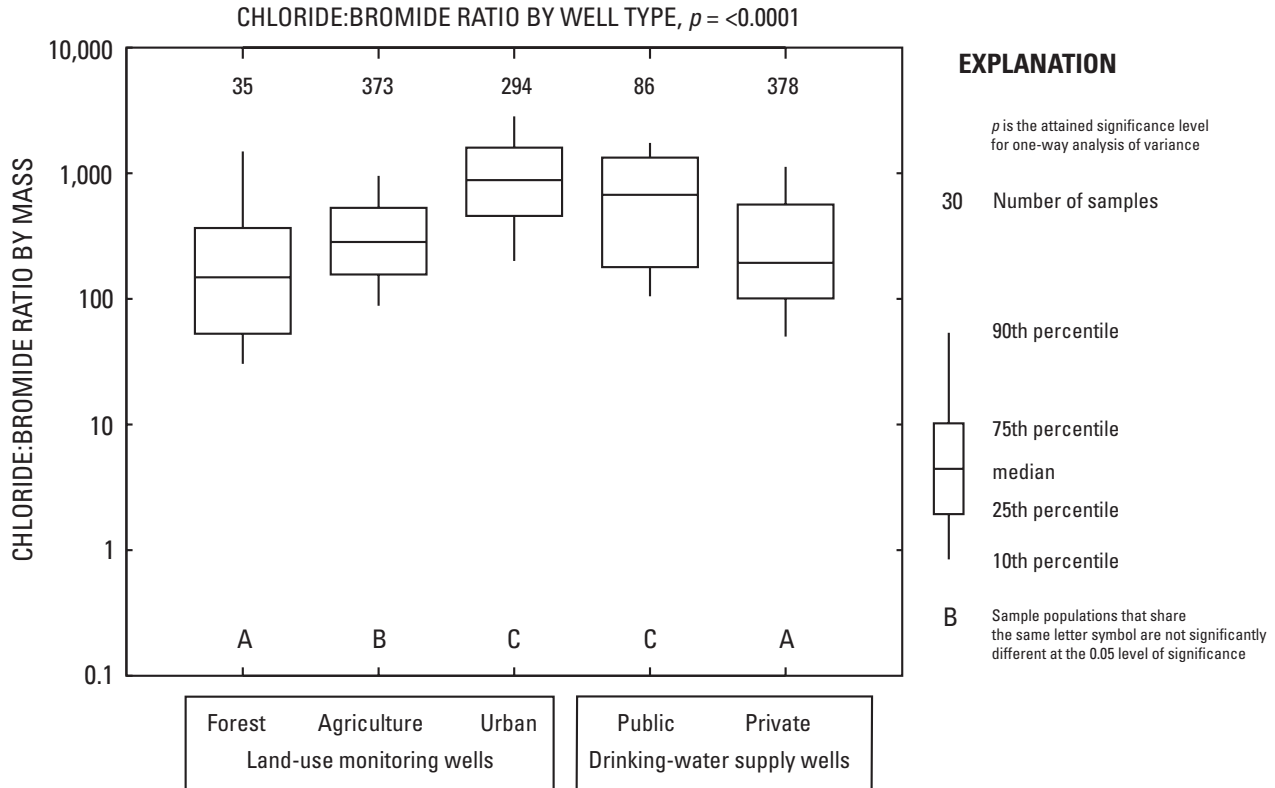 CHLORIDE:BROMIDE RATIO BY WELL TYPE, p = <0.0001
CHLORIDE:BROMIDE RATIO BY MASS
10,000
1,000
100
10
1
0.1
35 373 294 86 378
A B C C A
Forest Agriculture Urban
Land-use monitoring wells
Public Private
Drinking-water supply wells
EXPLANATION
p is the attained significance level
for one-way analysis of variance
30 Number of samples
90th percentile
75th percentile
median
25th percentile
10th percentile
B Sample populations that share
the same letter symbol are not significantly
different at the 0.05 level of significance